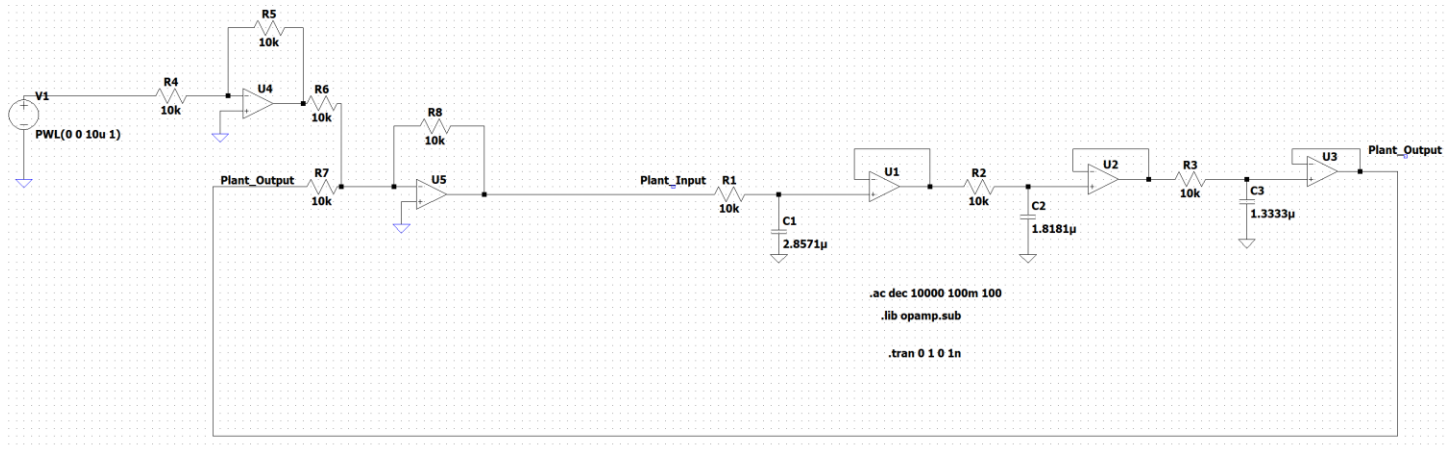 R5
10k
R4
10k
U4
R6
10k
V1
PWL(0 0 10u 1)
R8
10k
Plant_Output
R7
10k
U5
Plant_Input
R1
10k
C1
2.8571µ
U1
R2
10k
C2
1.8181µ
U2
R3
10k
C3
1.3333µ
U3
Plant_Output
.ac dec 10000 100m 100
.lib opamp.sub
.tran 0 1 0 1n